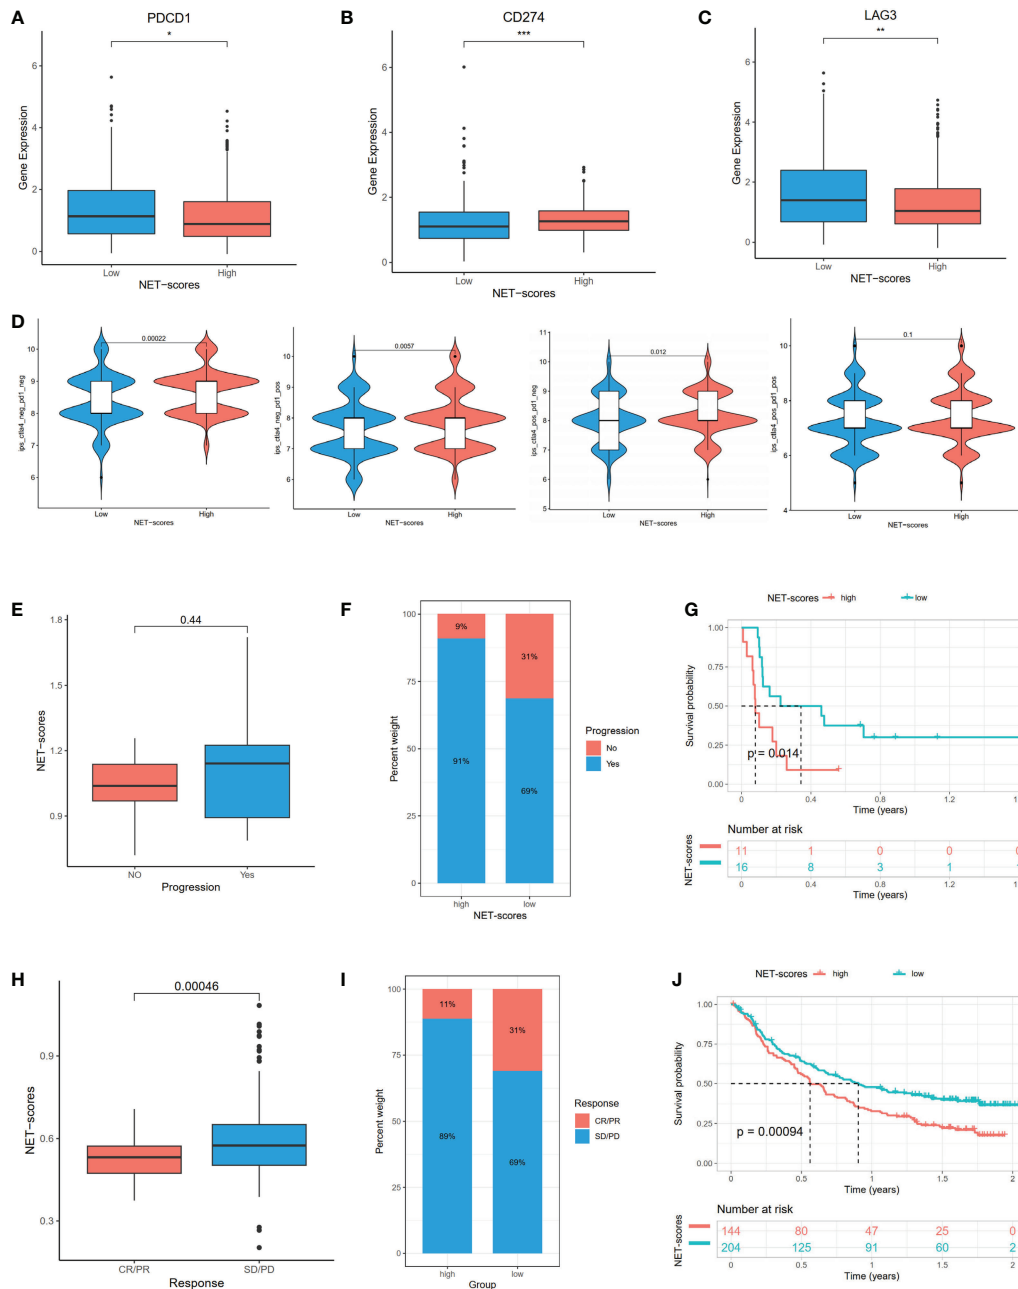 A
PDCD1
*
Gene Expression
6
4
2
0
Low
High
NET−scores
B
CD274
***
Gene Expression
6
4
2
0
Low
High
NET−scores
C
LAG3
**
Gene Expression
6
4
2
0
Low
High
NET−scores
D
0.00022
ips_ctla4_neg_pd1_neg
10
9
8
7
6
Low
High
NET−scores
0.0057
ips_ctla4_neg_pd1_pos
10
9
8
7
6
Low
High
NET−scores
0.012
ips_ctla4_pos_pd1_neg
11
10
9
8
7
6
5
Low
High
NET−scores
0.1
ips_ctla4_pos_pd1_pos
10
8
6
4
Low
High
NET−scores
E
0.44
NET−scores
1.8
1.5
1.2
0.9
NO
Yes
Progression
F
Percent weight
100
75
50
25
0
9%
91%
31%
69%
high
low
NET-scores
Progression
No
Yes
G
NET-scores
high
low
Survival probability
1.00
0.75
0.50
0.25
0.00
p = 0.014
0
0.4
0.8
1.2
1.6
Time (years)
Number at risk
NET-scores
11 1 0 0 0
16 8 3 1
0 0.4 0.8 1.2 1.6
Time (years)
H
0.00046
NET−scores
0.9
0.6
0.3
CR/PR
SD/PD
Response
I
Percent weight
100
75
50
25
0
11%
89%
31%
69%
high
low
Group
Response
CR/PR
SD/PD
J
NET-scores
high
low
Survival probability
1.00
0.75
0.50
0.25
0.00
p = 0.00094
0
0.5
1
1.5
2
Time (years)
Number at risk
NET-scores
144 80 47 25 0
204 125 91 60 2
0 0.5 1 1.5 2
Time (years)